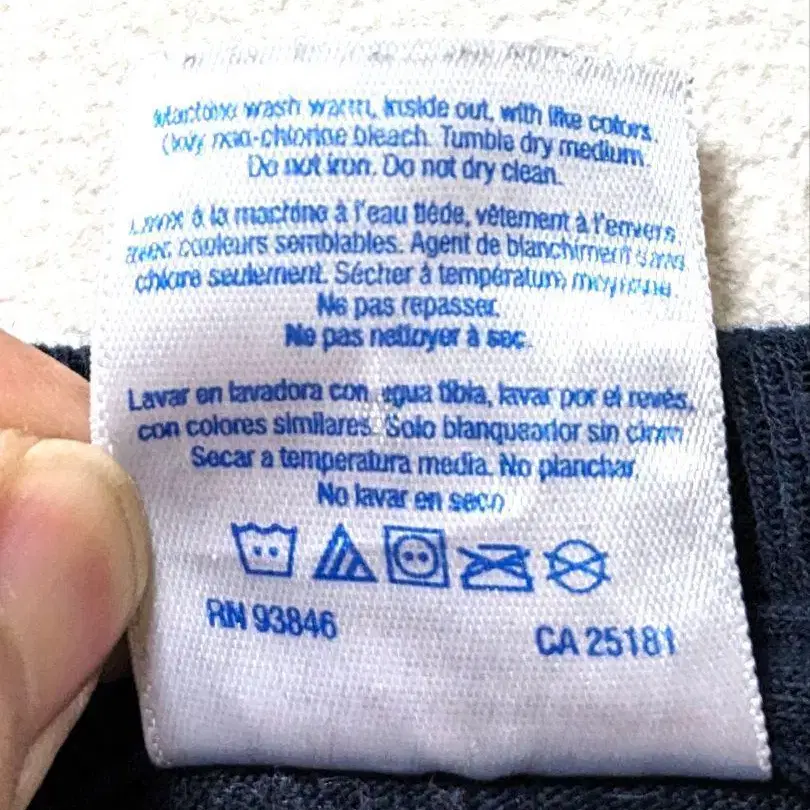 Machine wash warm, inside out, with like colors.
Only non-chlorine bleach. Tumble dry medium.
Do not iron. Do not dry clean.
Laver à la machine à l'eau tiède, vêtement à l'envers,
avec couleurs semblables. Agent de blanchiment sans
chlore seulement. Sécher à température moyenne.
Ne pas repasser.
Ne pas nettoyer à sec.
Lavar en lavadora con agua tibia, lavar por el revés,
con colores similares. Solo blanqueador sin cloro
Secar a temperatura media. No planchar.
No lavar en seco
RN 93846
CA 25181